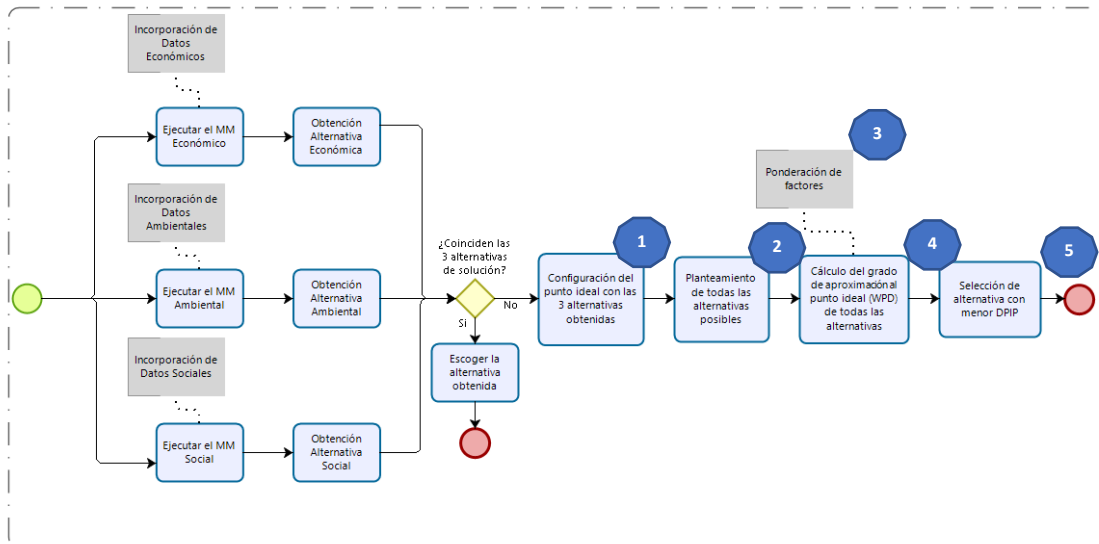 Incorporación de
Datos
Económicos
Ejecutar el MM
Económico
Obtención
Alternativa
Económica
Incorporación de
Datos
Ambientales
Ejecutar el MM
Ambiental
Obtención
Alternativa
Ambiental
Incorporación de
Datos Sociales
Ejecutar el MM
Social
Obtención
Alternativa
Social
¿Coinciden las
3 alternativas
de solución?
No
Si
Escoger la
alternativa
obtenida
1
Configuración del
punto ideal con las
3 alternativas
obtenidas
2
Planteamiento
de todas las
alternativas
posibles
3
Ponderación de
factores
4
Cálculo del grado
de aproximación al
punto ideal (WPD)
de todas las
alternativas
5
Selección de
alternativa con
menor DPIP